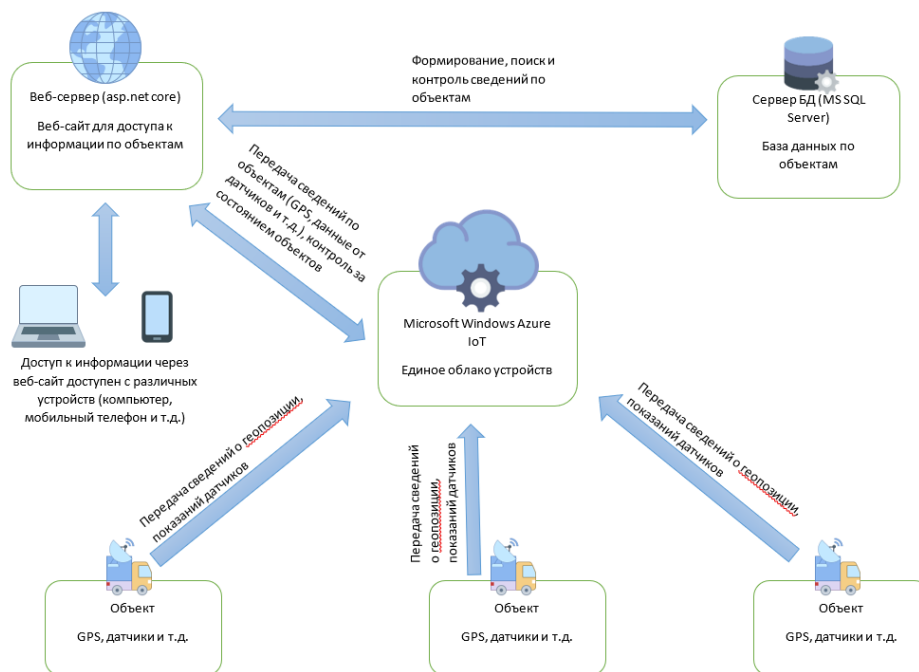 Формирование, поиск и
контроль сведений по
объектам
Веб-сервер (asp.net core)
Веб-сайт для доступа к
информации по объектам
Сервер БД (MS SQL
Server)
База данных по
объектам
Передача сведений по
объектам (GPS, данные от
датчиков и т.д.), контроль за
состоянием объектов
Microsoft Windows Azure
IoT
Единое облако устройств
Доступ к информации через
веб-сайт доступен с различных
устройств (компьютер,
мобильный телефон и т.д.)
Передача сведений о геопозиции,
показаний датчиков
Передача сведений
о геопозиции,
показаний датчиков
Передача сведений о геопозиции,
показаний датчиков
Объект
GPS, датчики и т.д.
Объект
GPS, датчики и т.д.
Объект
GPS, датчики и т.д.